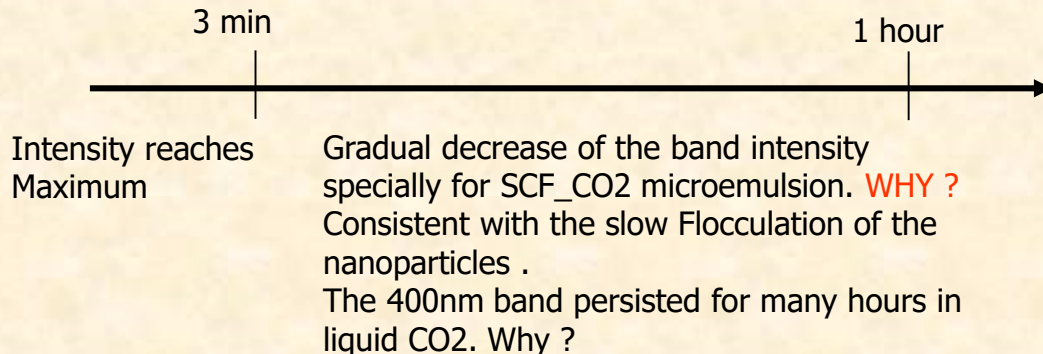 3 min
1 hour
Intensity reaches
Maximum
Gradual decrease of the band intensity
specially for SCF_CO2 microemulsion. WHY ?
Consistent with the slow Flocculation of the
nanoparticles .
The 400nm band persisted for many hours in
liquid CO2. Why ?